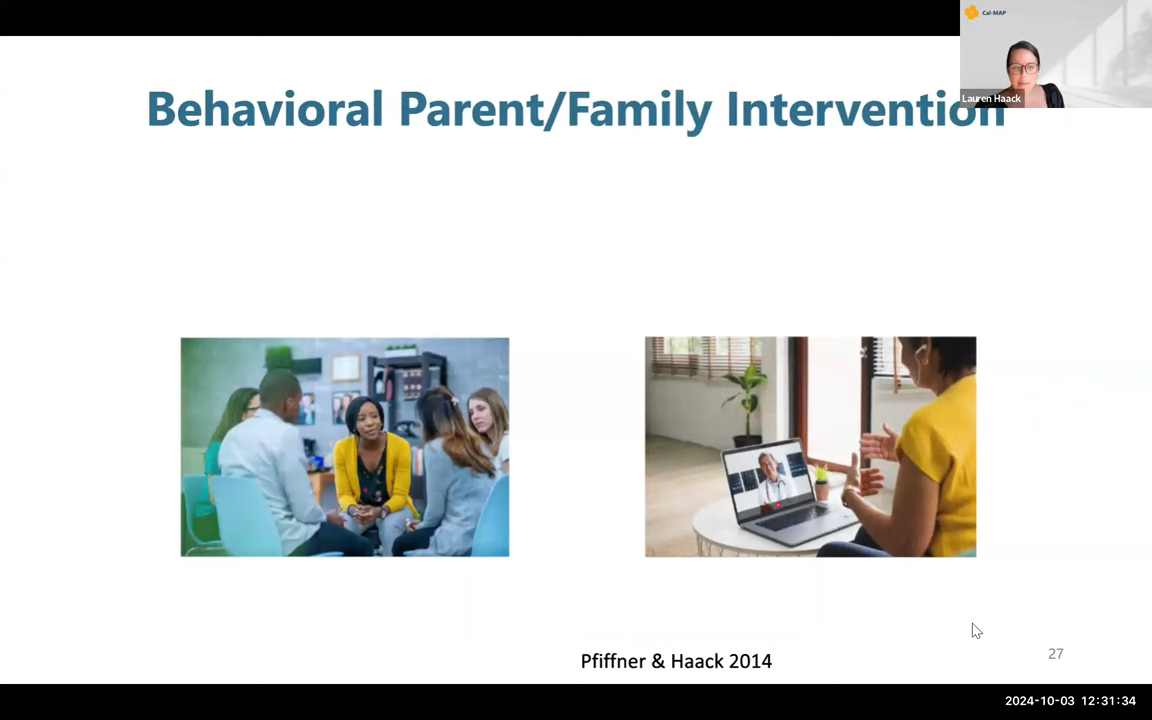 Cal-MAP
Lauren Haack
Behavioral Parent/Family Intervention
Pfiffner & Haack 2014
27
2024-10-03 12:31:34